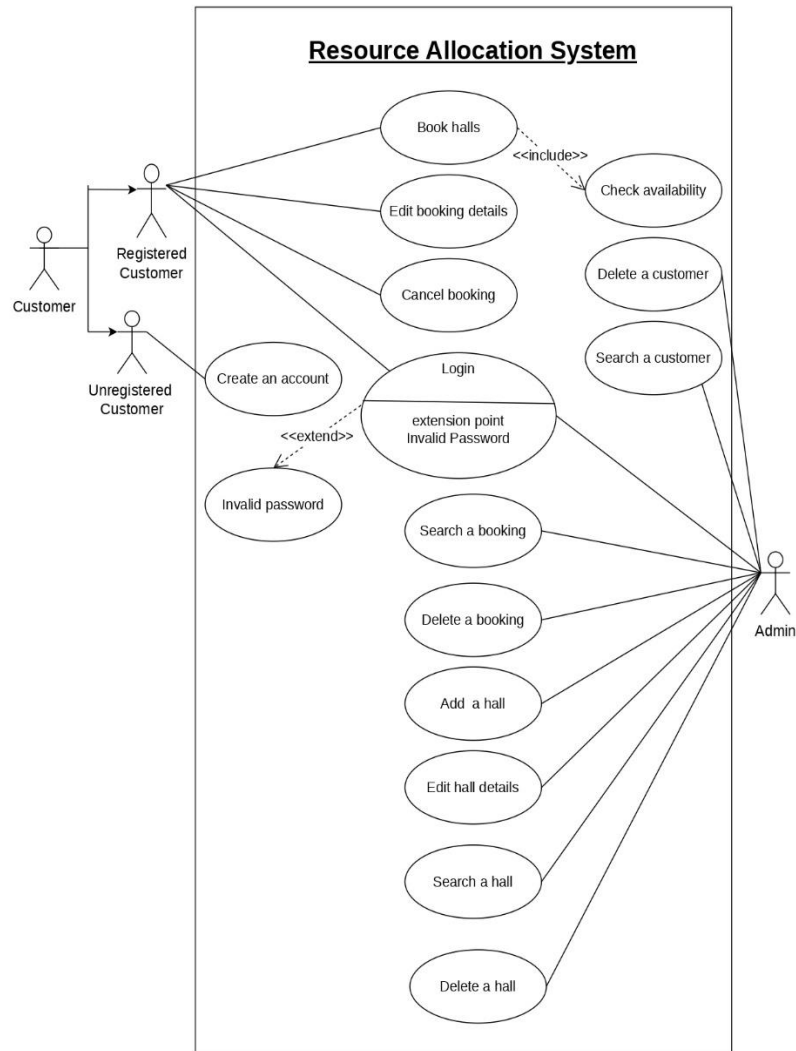 Resource Allocation System
Book halls
<<include>>
Check availability
Edit booking details
Registered
Customer
Customer
Delete a customer
Cancel booking
Search a customer
Unregistered
Customer
Create an account
Login
extension point
Invalid Password
<<extend>>
Invalid password
Search a booking
Delete a booking
Admin
Add a hall
Edit hall details
Search a hall
Delete a hall